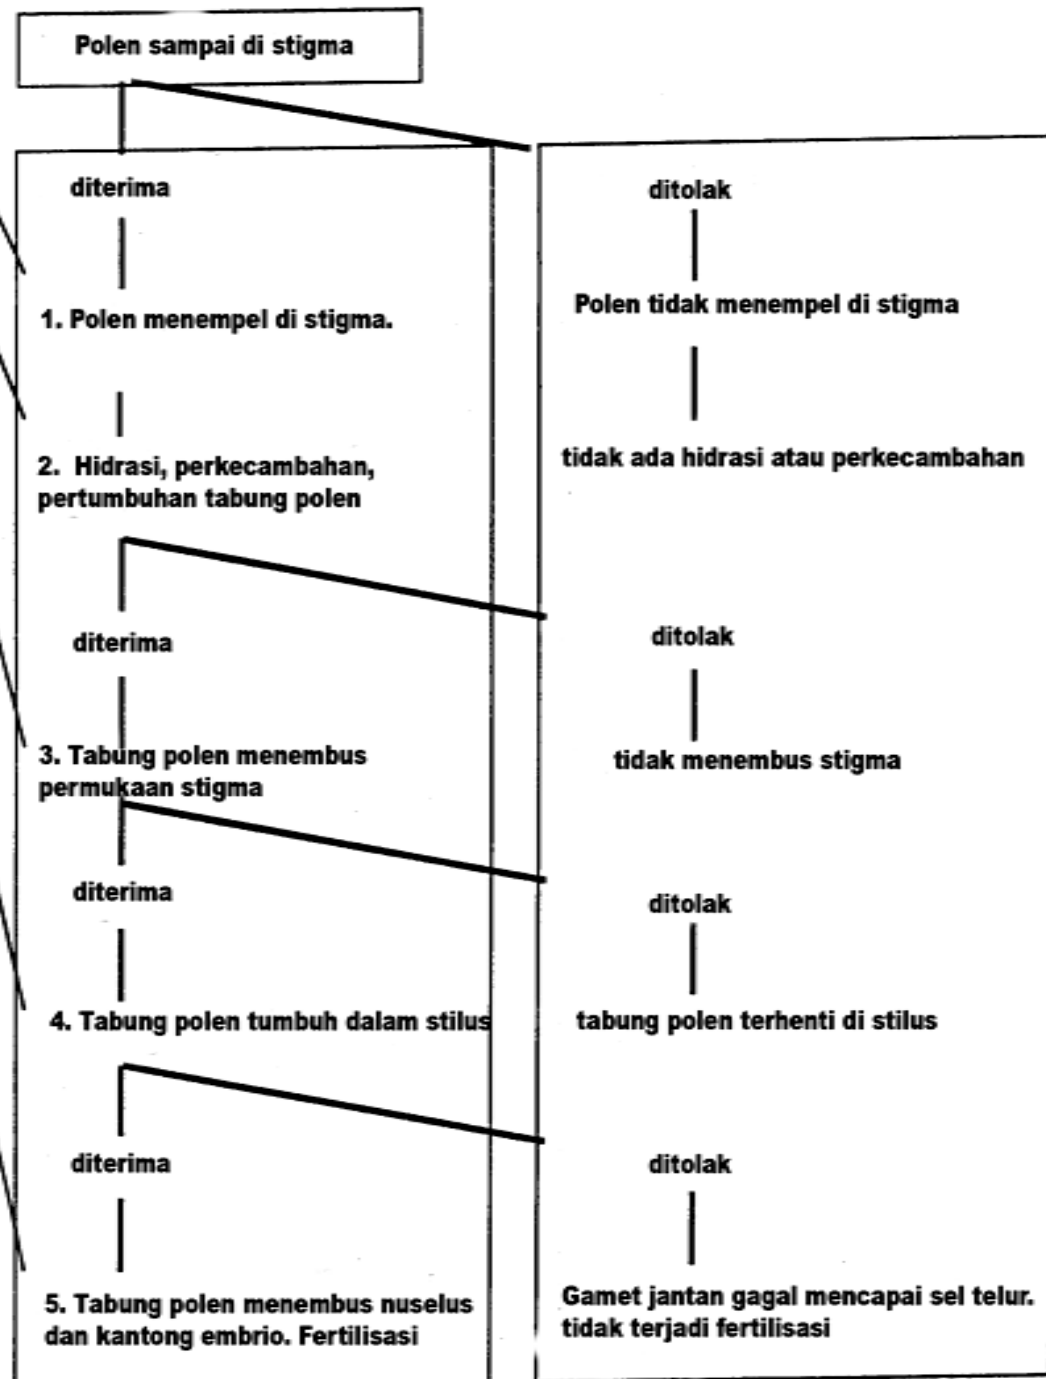 Polen sampai di stigma
diterima
ditolak
1. Polen menempel di stigma.
Polen tidak menempel di stigma
2. Hidrasi, perkecambahan,
pertumbuhan tabung polen
tidak ada hidrasi atau perkecambahan
diterima
ditolak
3. Tabung polen menembus
permukaan stigma
tidak menembus stigma
diterima
ditolak
4. Tabung polen tumbuh dalam stilus
tabung polen terhenti di stilus
diterima
ditolak
5. Tabung polen menembus nuselus
dan kantong embrio. Fertilisasi
Gamet jantan gagal mencapai sel telur.
tidak terjadi fertilisasi